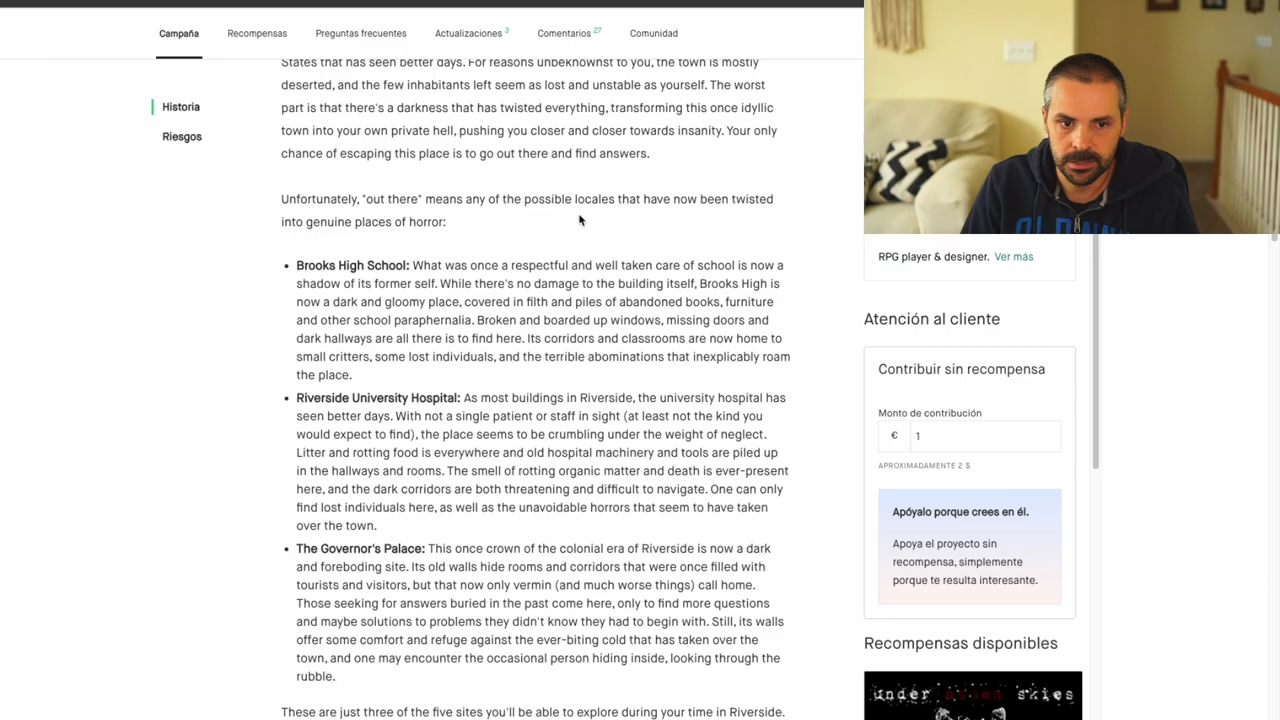 Campaña
Recompensas
Preguntas frecuentes
Actualizaciones 3
Comentarios 27
Comunidad
Historia
Riesgos
States that has seen better days. For reasons unbeknownst to you, the town is mostly
deserted, and the few inhabitants left seem as lost and unstable as yourself. The worst
part is that there's a darkness that has twisted everything, transforming this once idyllic
town into your own private hell, pushing you closer and closer towards insanity. Your only
chance of escaping this place is to go out there and find answers.
Unfortunately, "out there" means any of the possible locales that have now been twisted
into genuine places of horror:
• Brooks High School: What was once a respectful and well taken care of school is now a
shadow of its former self. While there's no damage to the building itself, Brooks High is
now a dark and gloomy place, covered in filth and piles of abandoned books, furniture
and other school paraphernalia. Broken and boarded up windows, missing doors and
dark hallways are all there is to find here. Its corridors and classrooms are now home to
small critters, some lost individuals, and the terrible abominations that inexplicably roam
the place.
• Riverside University Hospital: As most buildings in Riverside, the university hospital has
seen better days. With not a single patient or staff in sight (at least not the kind you
would expect to find), the place seems to be crumbling under the weight of neglect.
Litter and rotting food is everywhere and old hospital machinery and tools are piled up
in the hallways and rooms. The smell of rotting organic matter and death is ever-present
here, and the dark corridors are both threatening and difficult to navigate. One can only
find lost individuals here, as well as the unavoidable horrors that seem to have taken
over the town.
• The Governor's Palace: This once crown of the colonial era of Riverside is now a dark
and foreboding site. Its old walls hide rooms and corridors that were once filled with
tourists and visitors, but that now only vermin (and much worse things) call home.
Those seeking for answers buried in the past come here, only to find more questions
and maybe solutions to problems they didn't know they had to begin with. Still, its walls
offer some comfort and refuge against the ever-biting cold that has taken over the
town, and one may encounter the occasional person hiding inside, looking through the
rubble.
These are just three of the five sites you'll be able to explore during your time in Riverside.
RPG player & designer. Ver más
Atención al cliente
Contribuir sin recompensa
Monto de contribución
€ 1
APROXIMADAMENTE 2 $
Apóyalo porque crees en él.
Apoya el proyecto sin
recompensa, simplemente
porque te resulta interesante.
Recompensas disponibles
under ashen skies